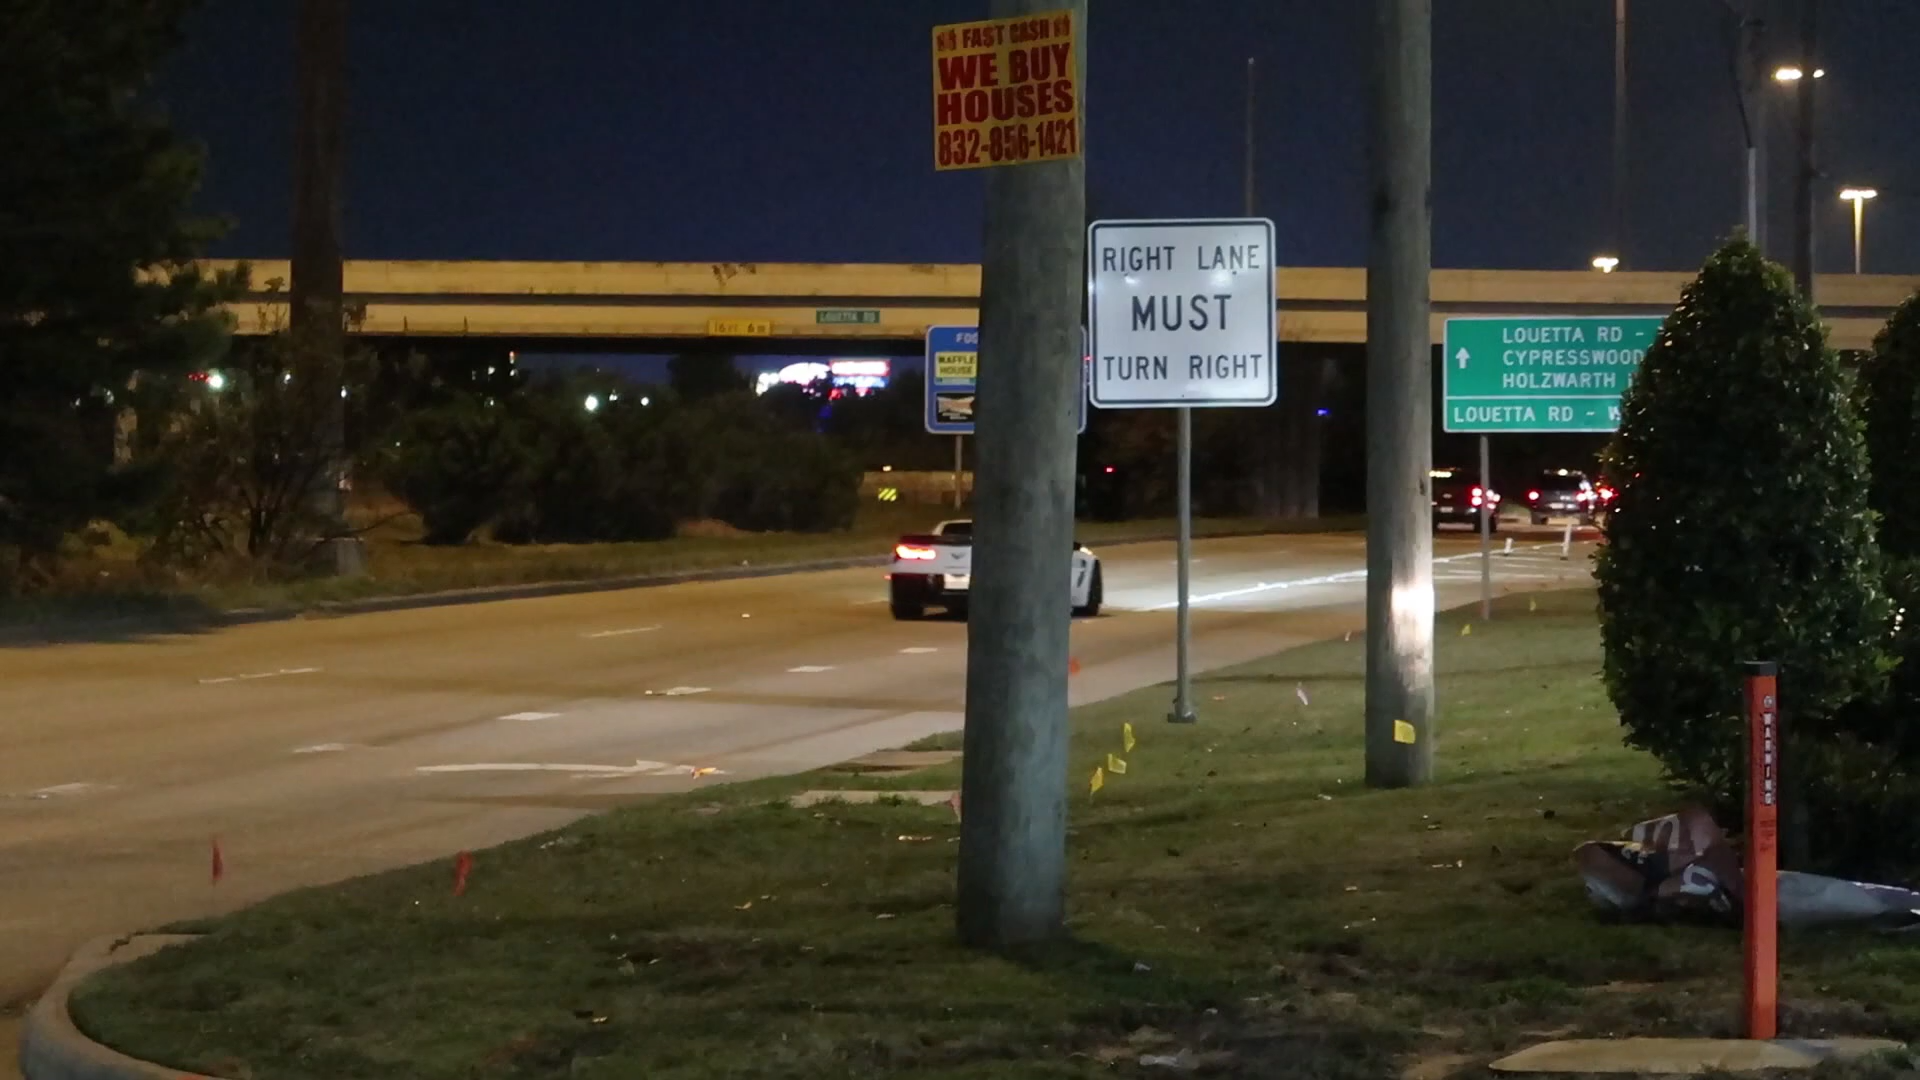 FAST CASH
WE BUY
HOUSES
832-856-1421
RIGHT LANE
MUST
TURN RIGHT
LOUETTA RD
WAFFLE
HOUSE
LOUETTA RD -
CYPRESSWOOD
HOLZWARTH
LOUETTA RD -
WARNING